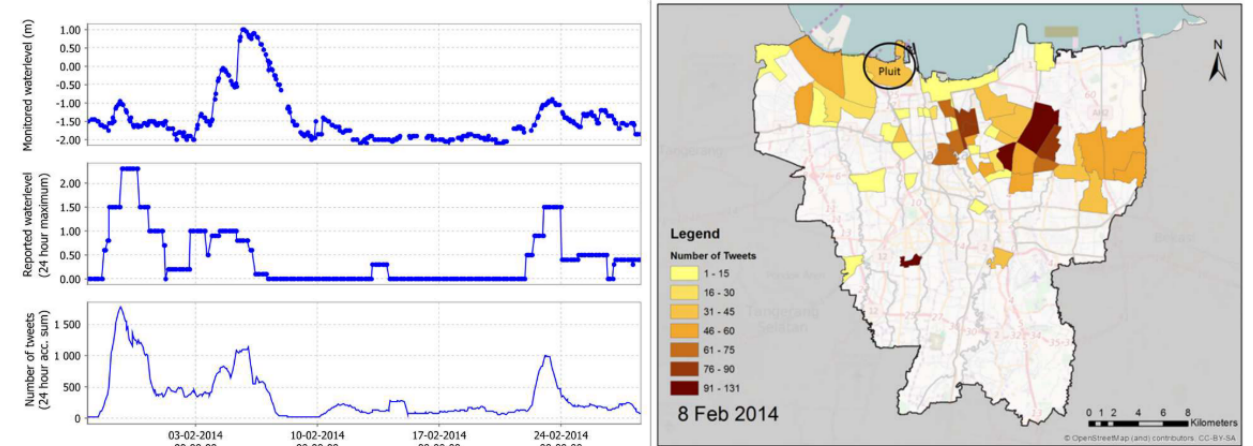 Monitored waterlevel (m)
1.00
0.50
0.00
-0.50
-1.00
-1.50
-2.00
Reported waterlevel
(24 hour maximum)
2.00
1.50
1.00
0.50
0.00
Number of tweets
(24 hour acc. sum)
1 500
1 000
500
0
03-02-2014
10-02-2014
17-02-2014
24-02-2014
Pluit
N
Tangerang
Tangerang
Selatan
Legend
Number of Tweets
1 - 15
16 - 30
31 - 45
46 - 60
61 - 75
76 - 90
91 - 131
8 Feb 2014
0 1 2 4 6 8
Kilometers
© OpenStreetMap (and) contributors, CC-BY-SA